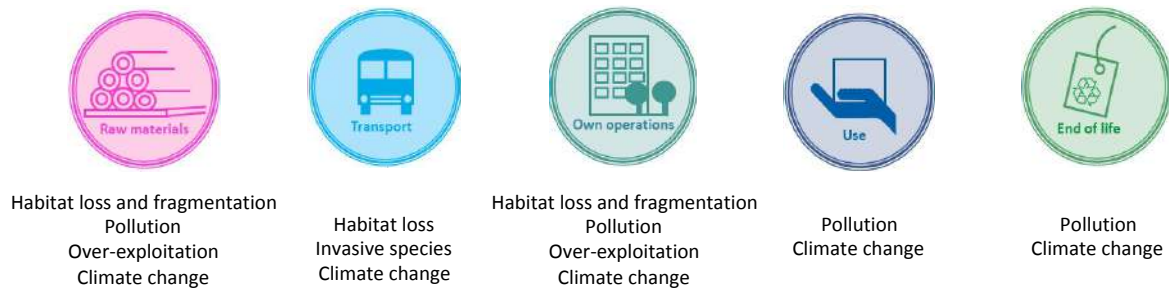 Raw materials
Habitat loss and fragmentation
Pollution
Over-exploitation
Climate change
Transport
Habitat loss
Invasive species
Climate change
Own operations
Habitat loss and fragmentation
Pollution
Over-exploitation
Climate change
Use
Pollution
Climate change
End of life
Pollution
Climate change